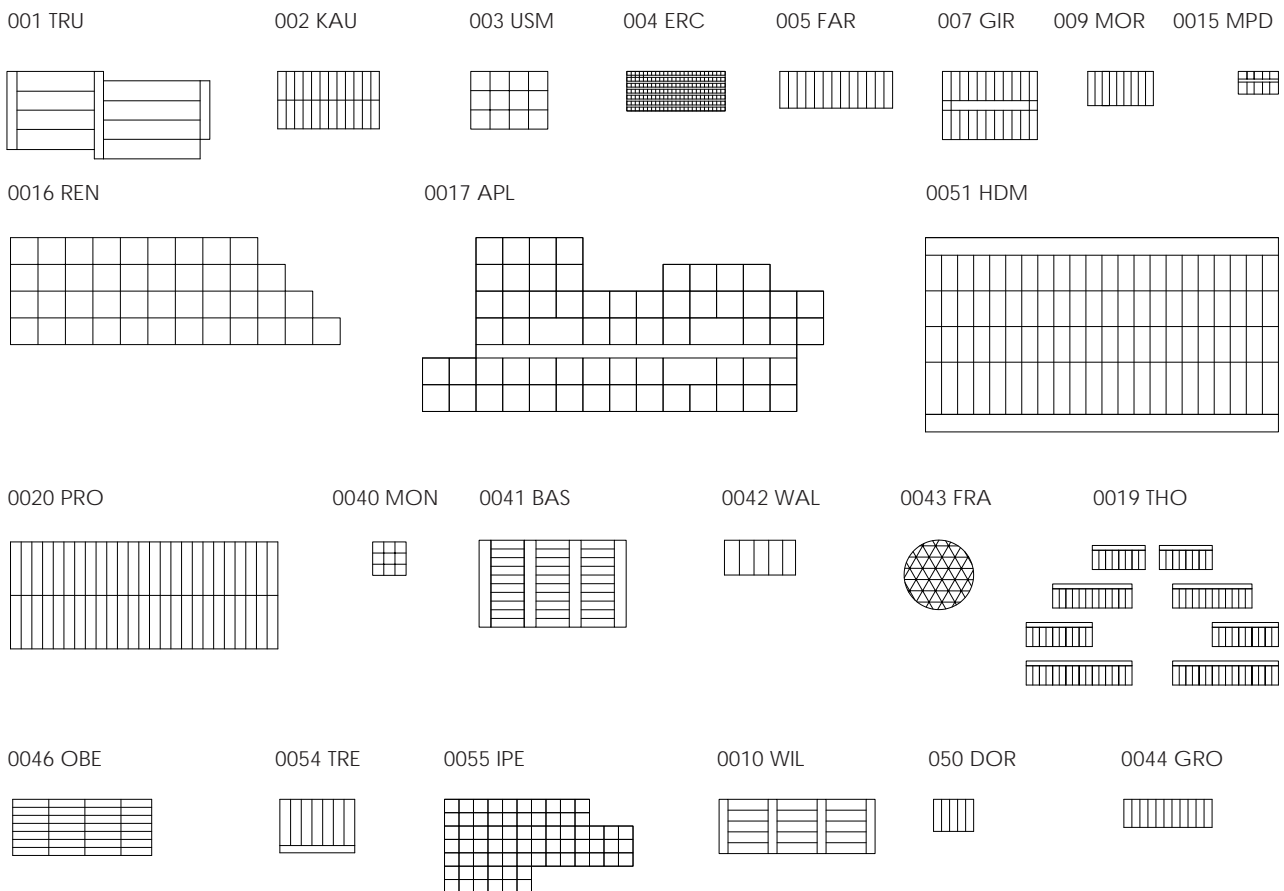 001 TRU 002 KAU 003 USM 004 ERC 005 FAR 007 GIR 009 MOR 0015 MPD
0016 REN 0017 APL 0051 HDM
0020 PRO 0040 MON 0041 BAS 0042 WAL 0043 FRA 0019 THO
0046 OBE 0054 TRE 0055 IPE 0010 WIL 050 DOR 0044 GRO